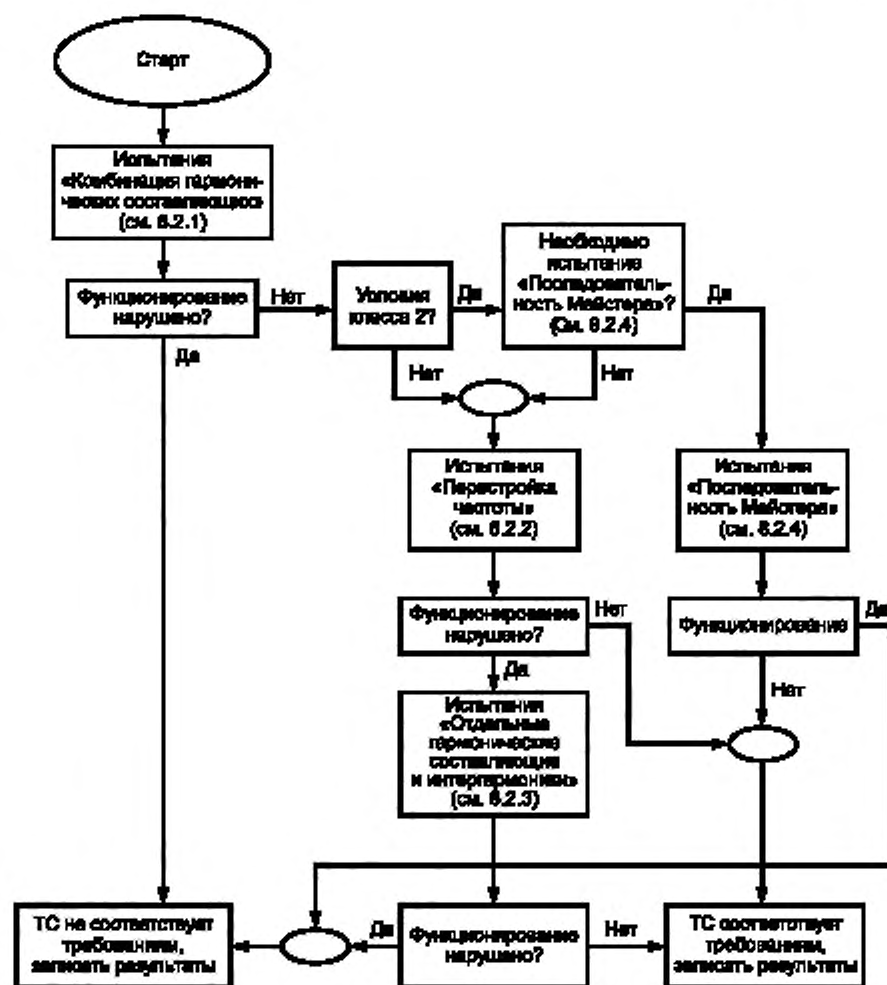 Старт
Испытания
«Комбинация гармони-
ческих составляющих»
(см. 8.2.1)
Функционирование
нарушено?
Нет
Да
Условия
класса 2?
Да
Нет
Необходимо
испытание
«Последователь-
ность Мейстера»?
(См. 8.2.4)
Да
Нет
Испытания
«Перестройка
частоты»
(см. 8.2.2)
Испытания
«Последователь-
ность Мейстера»
(см. 8.2.4)
Функционирование
нарушено?
Нет
Да
Функционирование
Да
Нет
Испытания
«Отдельные
гармонические
составляющие
и интергармоники»
(см. 8.2.3)
ТС не соответствует
требованиям,
записать результаты
Да
Функционирование
нарушено?
Нет
ТС соответствует
требованиям,
записать результаты